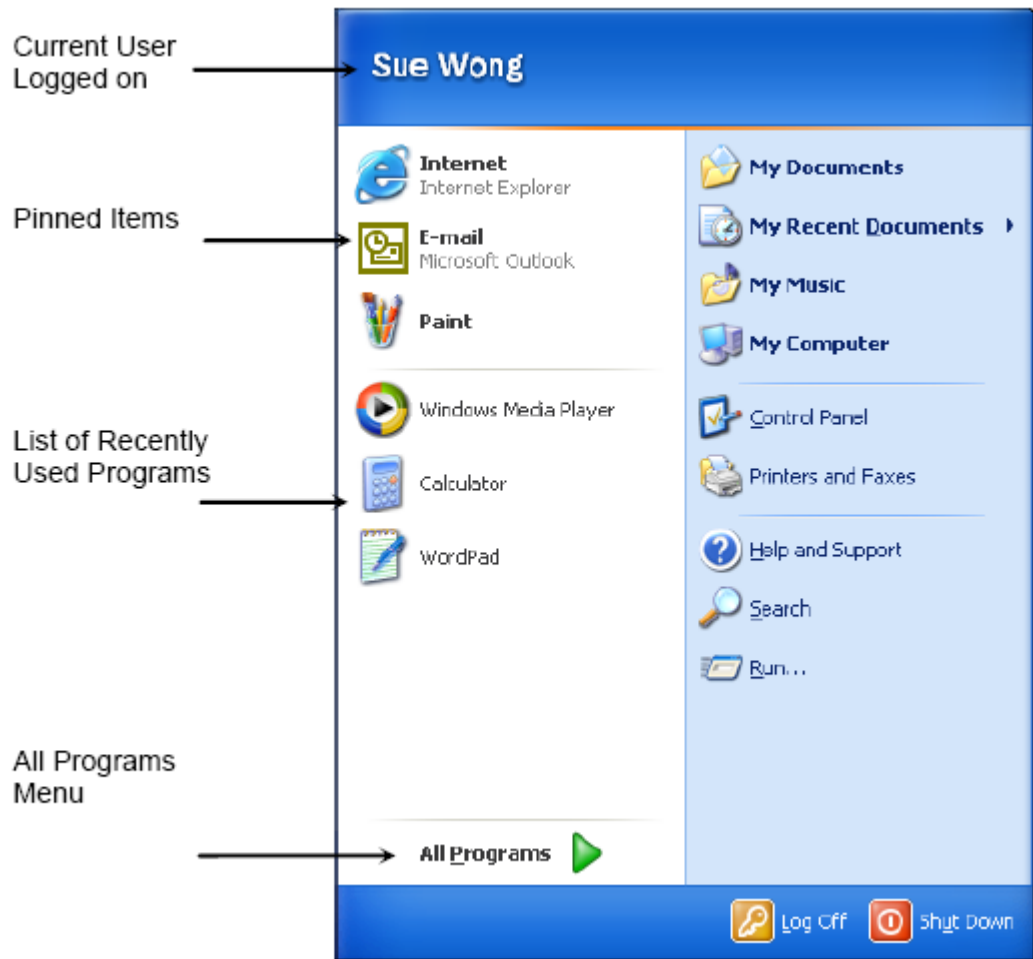 Current User
Logged on
Sue Wong
Pinned Items
List of Recently
Used Programs
All Programs
Menu
Internet
Internet Explorer
E-mail
Microsoft Outlook
Paint
Windows Media Player
Calculator
WordPad
All Programs
My Documents
My Recent Documents
My Music
My Computer
Control Panel
Printers and Faxes
Help and Support
Search
Run...
Log Off
Shut Down